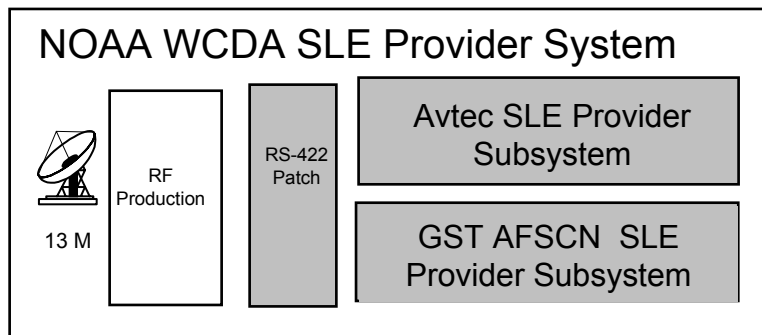 NOAA WCDA SLE Provider System
13 M
RF
Production
RS-422
Patch
Avtec SLE Provider
Subsystem
GST AFSCN SLE
Provider Subsystem